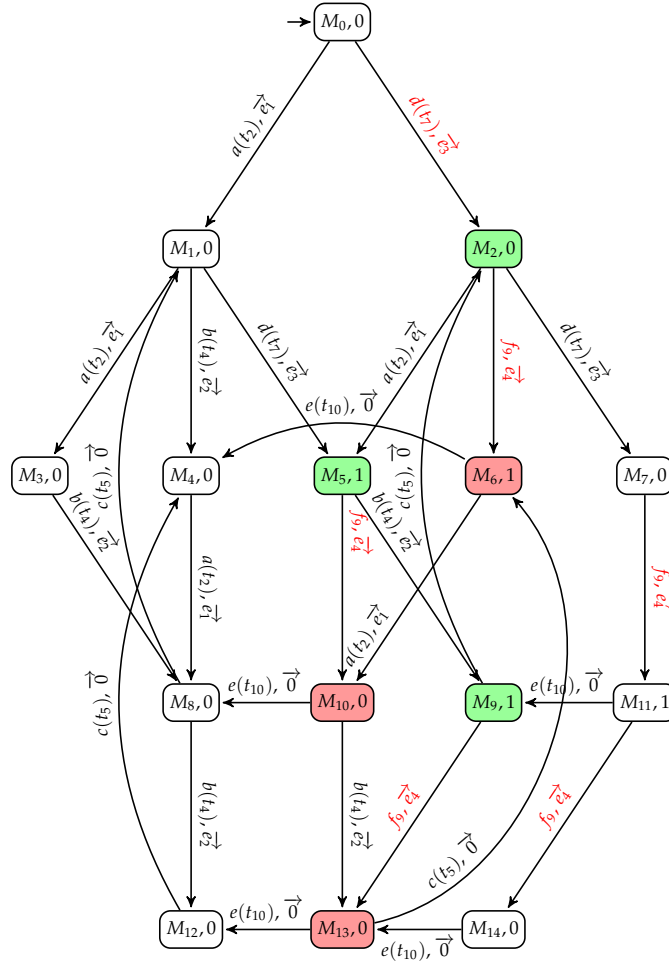 M₀, 0
a(t₂), e₁→
d(t₇), e₃→
M₁, 0
M₂, 0
a(t₂), e₁→
b(t₄), e₂→
d(t₇), e₃→
a(t₂), e₁→
f₉, e₄→
d(t₇), e₃→
e(t₁₀), 0→
c(t₅), 0→
c(t₅), 0→
M₃, 0
M₄, 0
M₅, 1
M₆, 1
M₇, 0
b(t₄), e₂→
f₉, e₄→
b(t₄), e₂→
a(t₂), e₁→
a(t₂), e₁→
f₉, e₄
c(t₅), 0→
e(t₁₀), 0→
e(t₁₀), 0→
M₈, 0
M₁₀, 0
M₉, 1
M₁₁, 1
b(t₄), e₂→
b(t₄), e₂→
f₉, e₄→
f₉, e₄→
c(t₅), 0→
e(t₁₀), 0→
M₁₂, 0
M₁₃, 0
M₁₄, 0
e(t₁₀), 0→